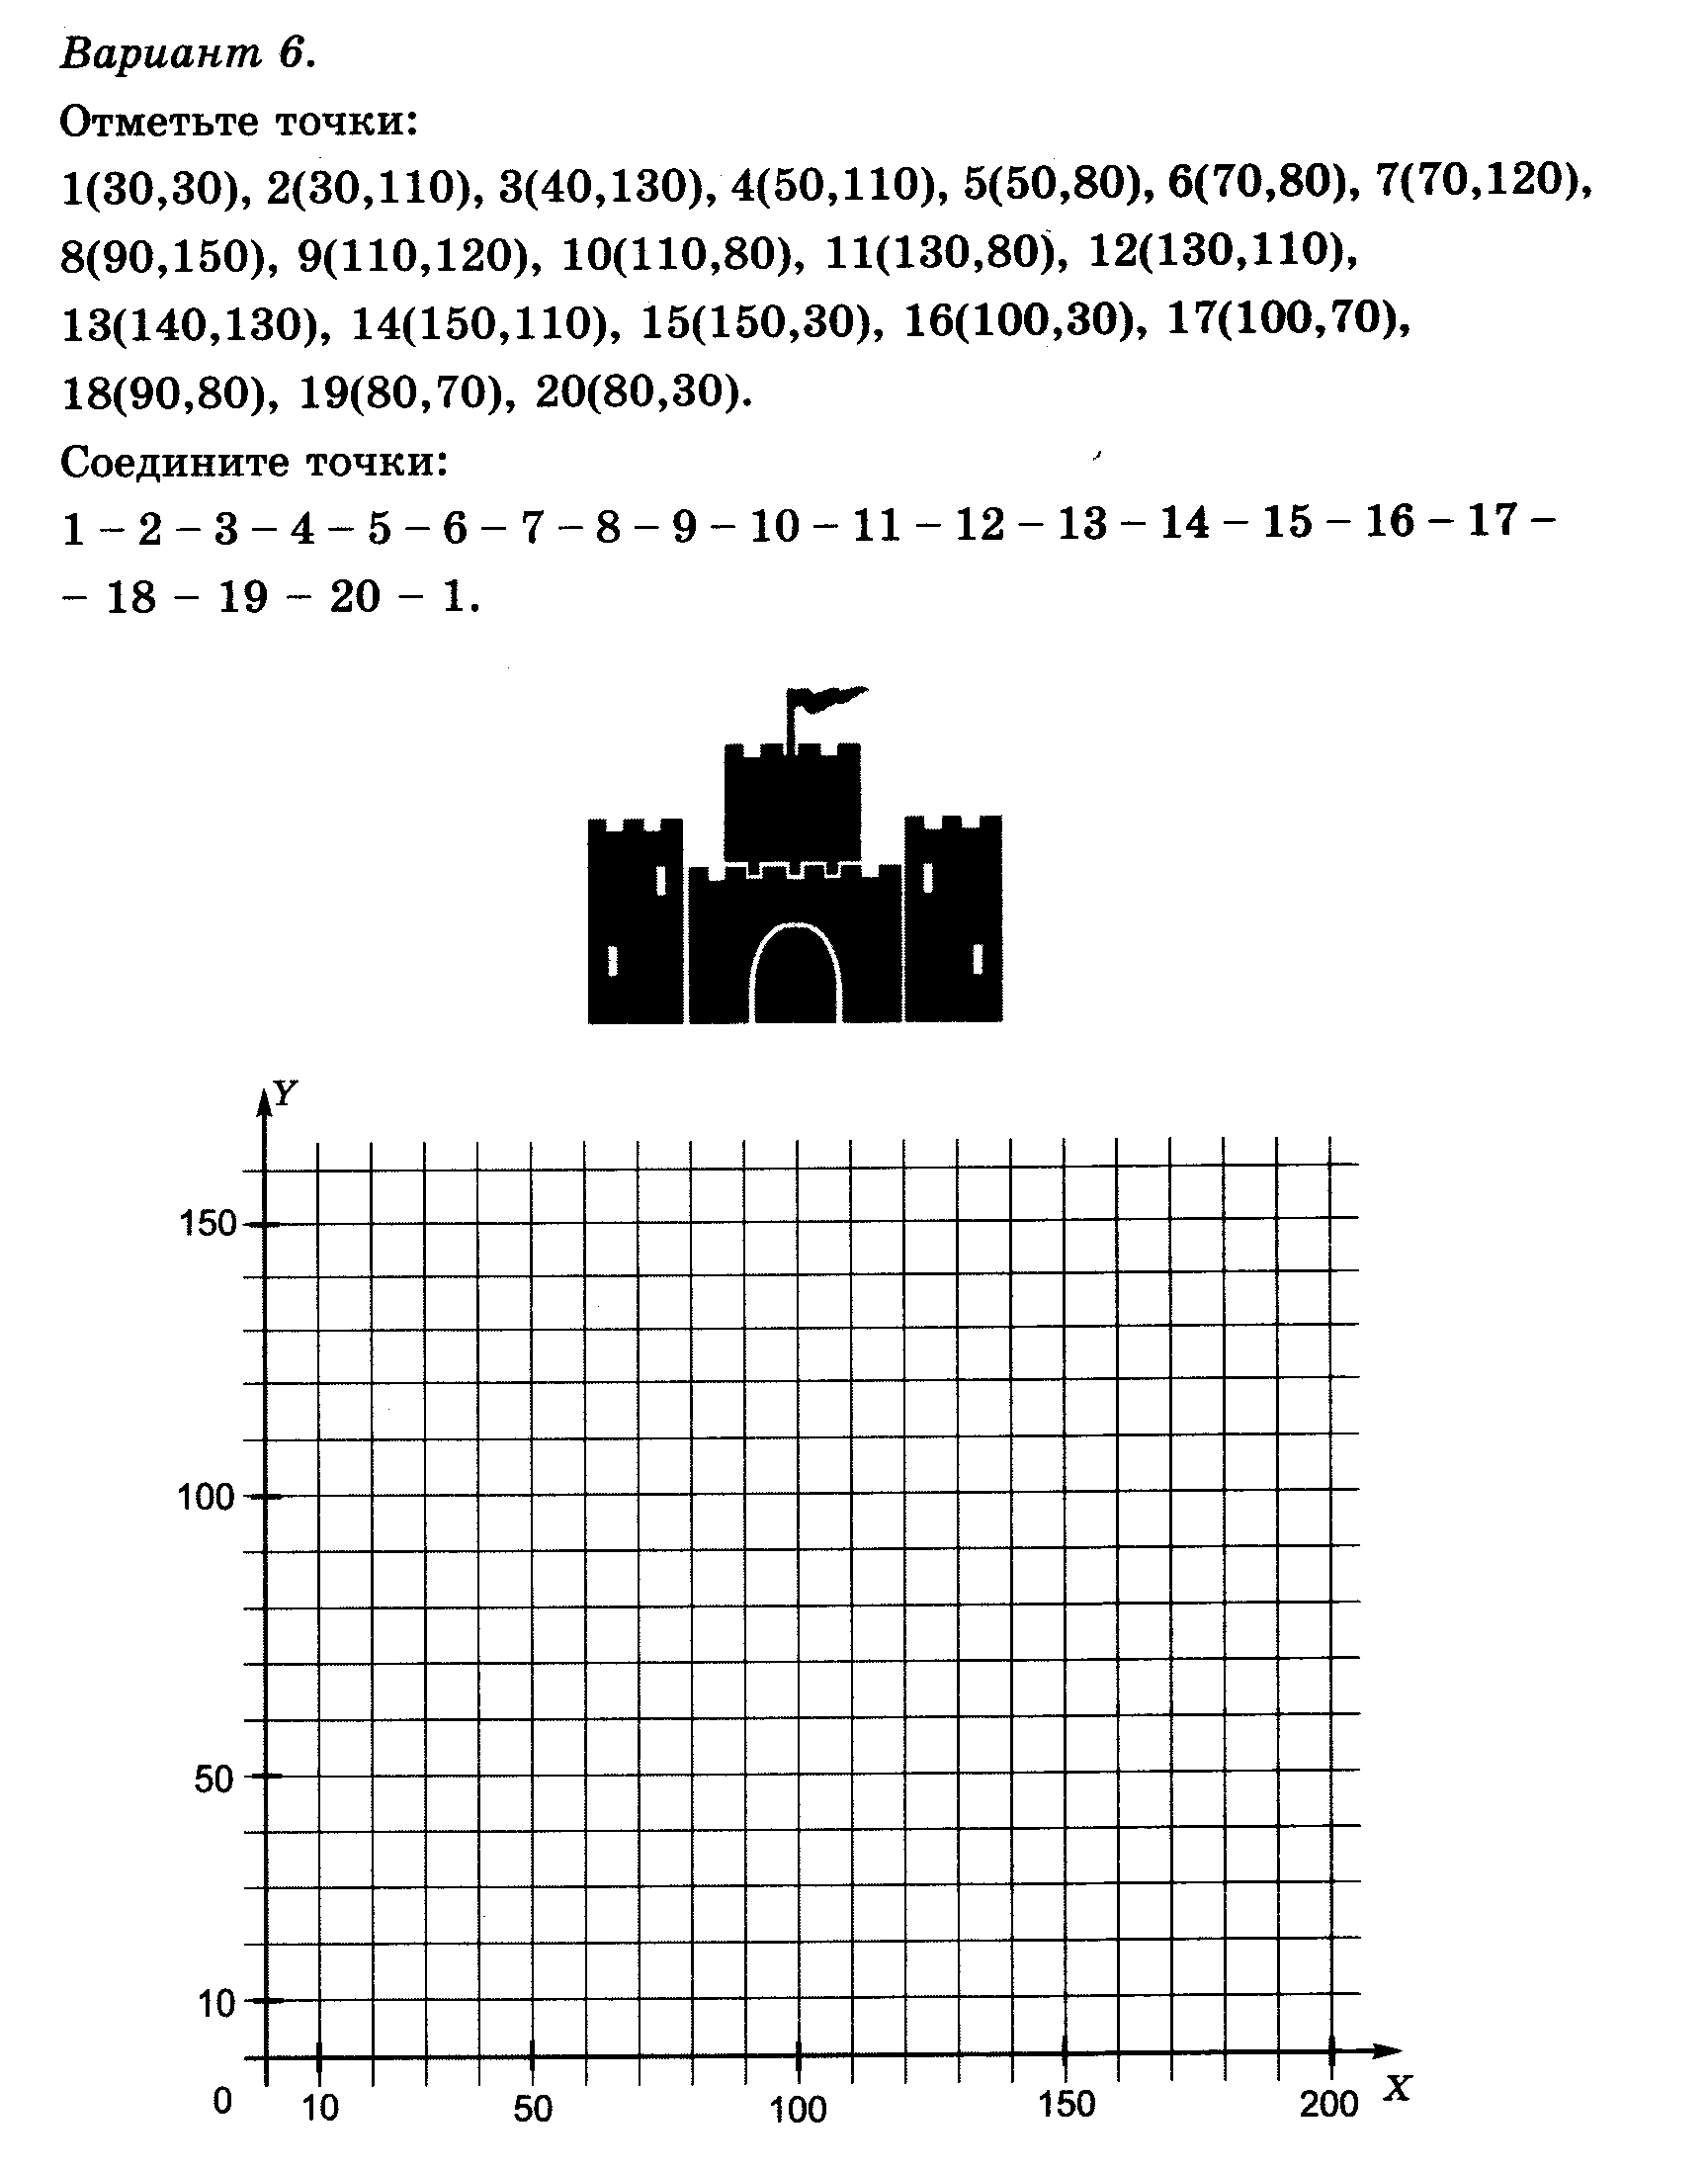 Вариант 6.
Отметьте точки:
1(30,30), 2(30,110), 3(40,130), 4(50,110), 5(50,80), 6(70,80), 7(70,120),
8(90,150), 9(110,120), 10(110,80), 11(130,80), 12(130,110),
13(140,130), 14(150,110), 15(150,30), 16(100,30), 17(100,70),
18(90,80), 19(80,70), 20(80,30).
Соедините точки:
1 – 2 – 3 – 4 – 5 – 6 – 7 – 8 – 9 – 10 – 11 – 12 – 13 – 14 – 15 – 16 – 17 –
– 18 – 19 – 20 – 1.
Y
150
100
50
10
0 10 50 100 150 200 X